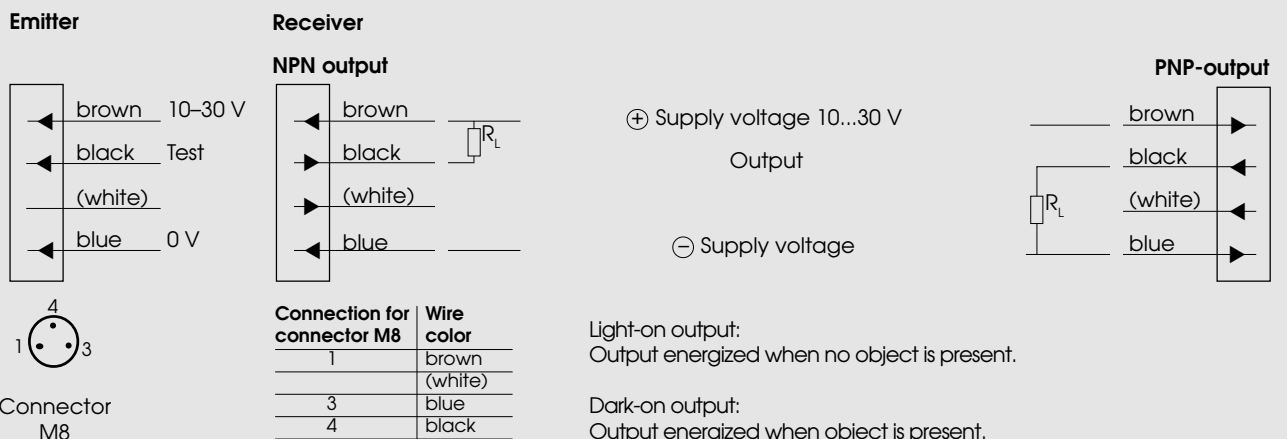 Emitter
brown 10–30 V
black Test
(white)
blue 0 V
4
1 3
Connector
M8
Receiver
NPN output
brown
R_L
black
(white)
blue
⊕ Supply voltage 10...30 V
Output
⊖ Supply voltage
PNP-output
brown
black
(white)
R_L
blue
Connection for connector M8 | Wire color
1 brown
(white)
3 blue
4 black
Light-on output:
Output energized when no object is present.
Dark-on output:
Output energized when object is present.